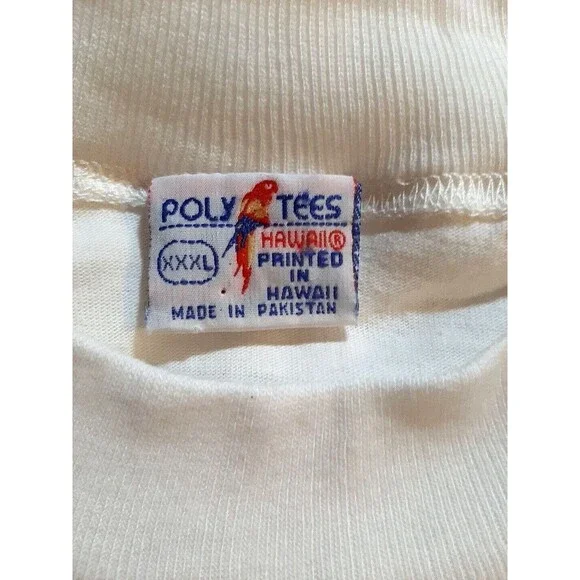 POLY TEES
HAWAII®
XXXL
PRINTED
IN
HAWAII
MADE IN PAKISTAN